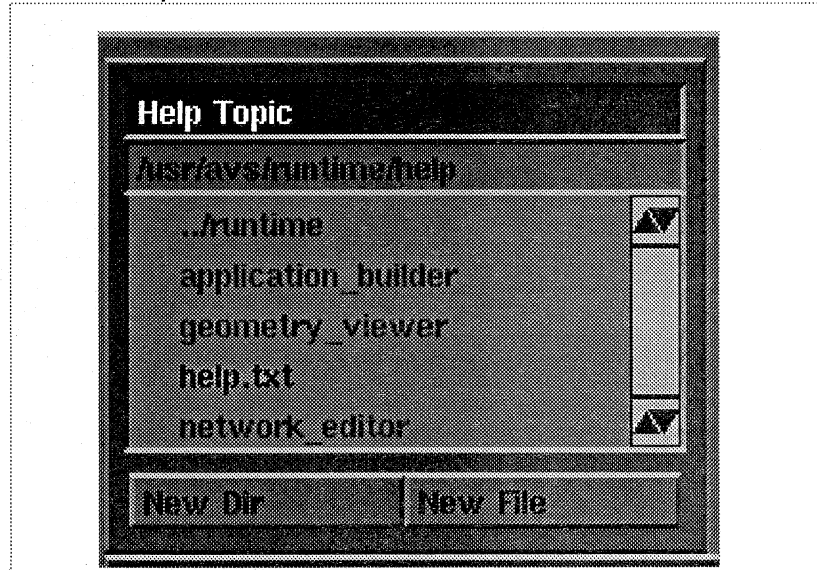 Help Topic
/usr/avs/runtime/help
../runtime
application_builder
geometry_viewer
help.txt
network_editor
New Dir
New File